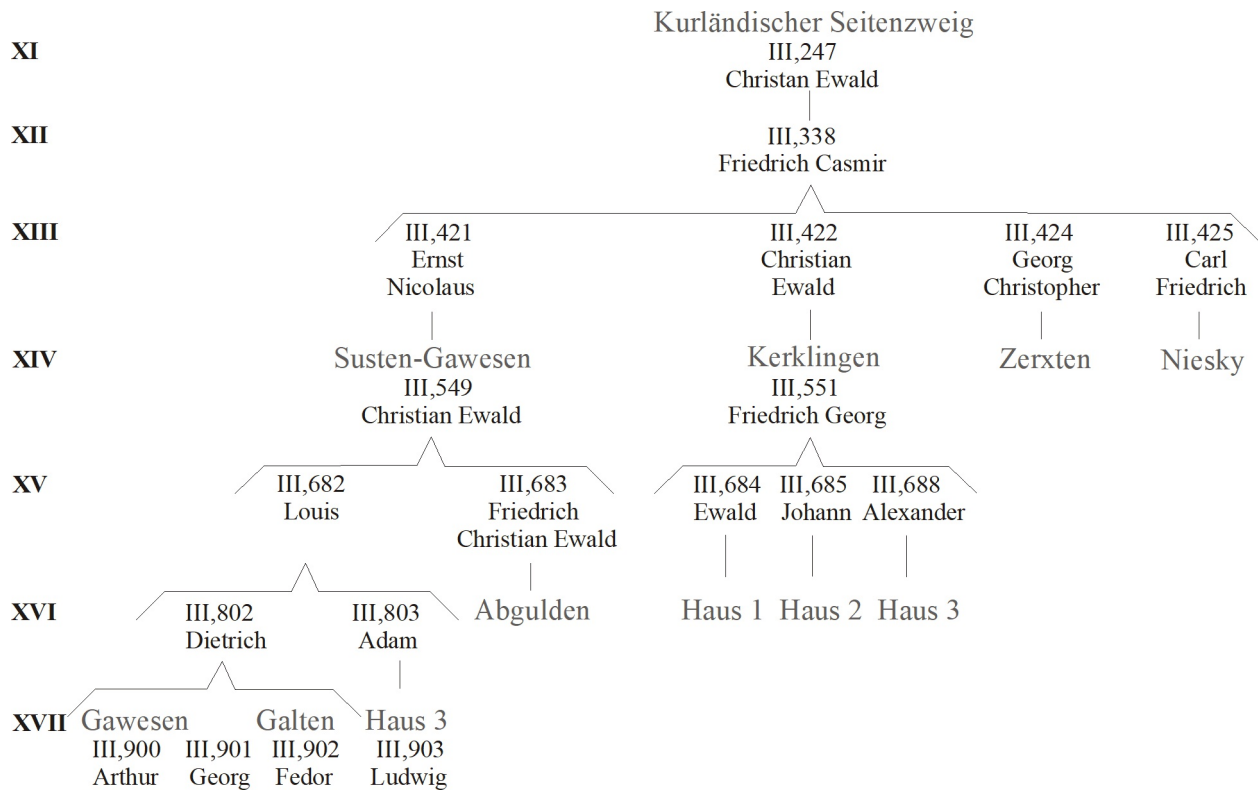 Kurländischer Seitenzweig
XI
III,247
Christan Ewald
XII
III,338
Friedrich Casmir
XIII
III,421
Ernst
Nicolaus
III,422
Christian
Ewald
III,424
Georg
Christopher
III,425
Carl
Friedrich
XIV
Susten-Gawesen
III,549
Christian Ewald
Kerklingen
III,551
Friedrich Georg
Zerxten
Niesky
XV
III,682
Louis
III,683
Friedrich
Christian Ewald
III,684
Ewald
III,685
Johann
III,688
Alexander
XVI
III,802
Dietrich
III,803
Adam
Abgulden
Haus 1
Haus 2
Haus 3
XVII
Gawesen
III,900
Arthur
III,901
Georg
Galten
III,902
Fedor
Haus 3
III,903
Ludwig